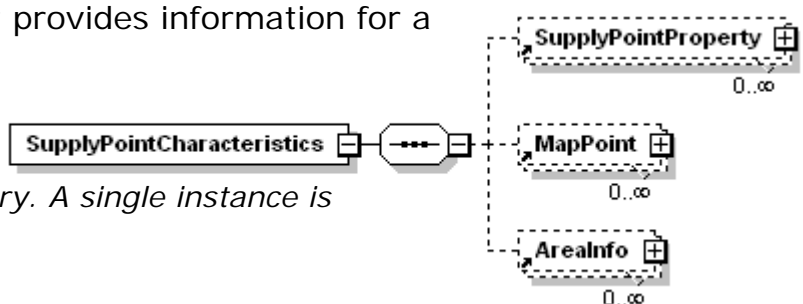 provides information for a
SupplyPointProperty
0..∞
SupplyPointCharacteristics
MapPoint
0..∞
ry. A single instance is
AreaInfo
0..∞